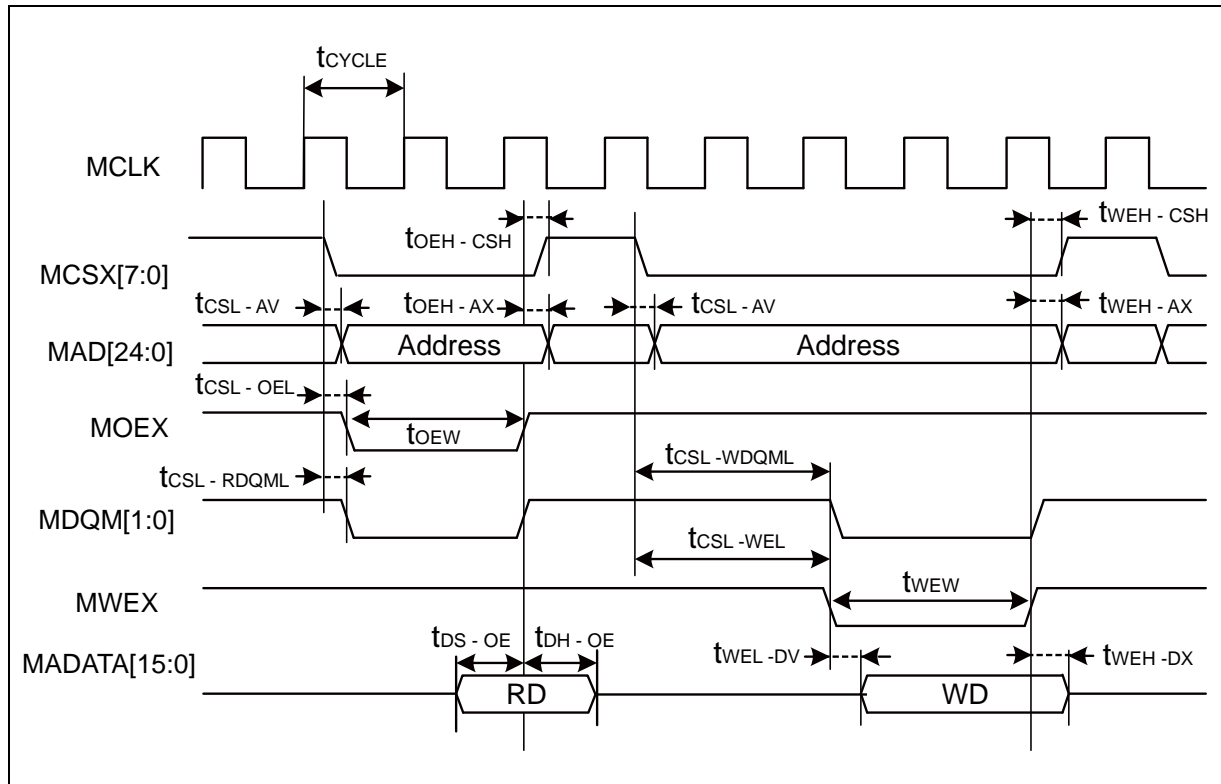 tCYCLE
MCLK
tOEH - CSH
tWEH - CSH
MCSX[7:0]
tCSL - AV
tOEH - AX
tCSL - AV
tWEH - AX
MAD[24:0]
Address
Address
tCSL - OEL
MOEX
tOEW
tCSL -WDQML
tCSL - RDQML
MDQM[1:0]
tCSL -WEL
MWEX
tWEW
tDS - OE
tDH - OE
MADATA[15:0]
tWEL -DV
tWEH -DX
RD
WD